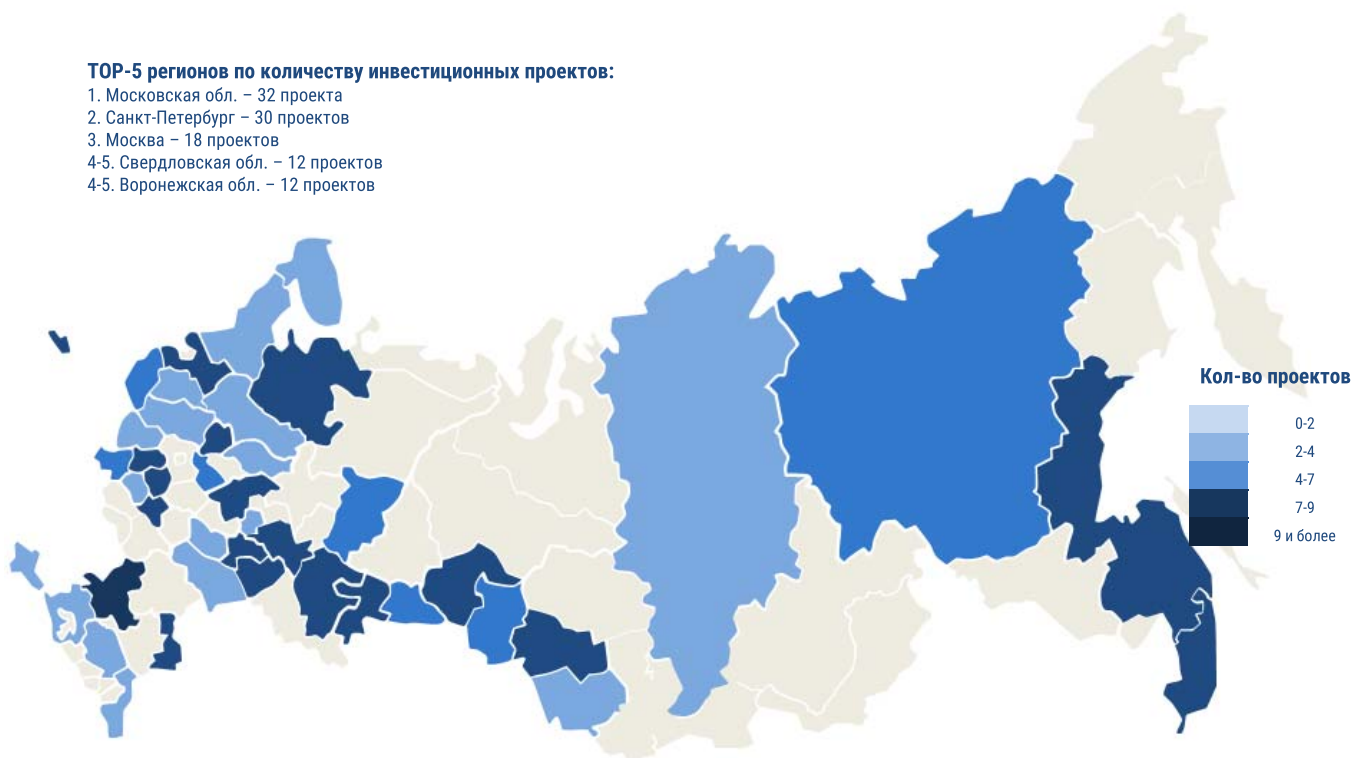 TOP-5 регионов по количеству инвестиционных проектов:
1. Московская обл. – 32 проекта
2. Санкт-Петербург – 30 проектов
3. Москва – 18 проектов
4-5. Свердловская обл. – 12 проектов
4-5. Воронежская обл. – 12 проектов
Кол-во проектов
0-2
2-4
4-7
7-9
9 и более